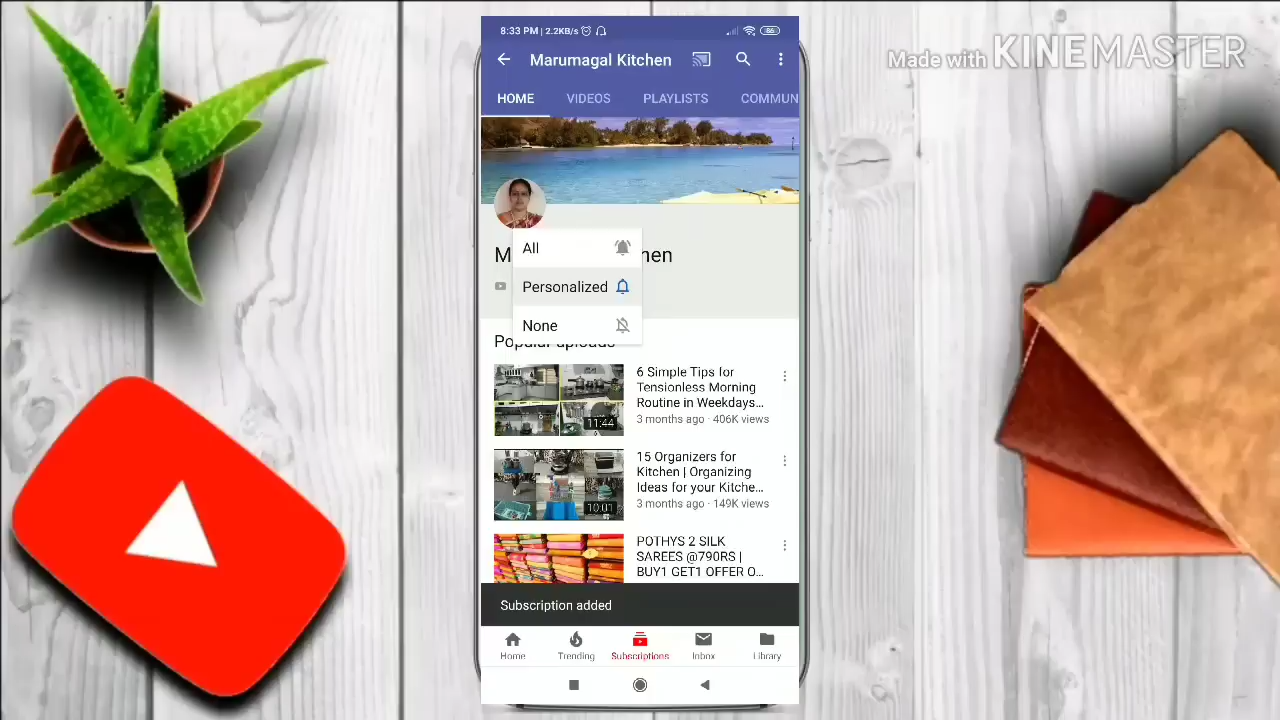 8:33 PM | 2.2KB/s
86
Made with KINEMASTER
Marumagal Kitchen
HOME VIDEOS PLAYLISTS COMMUN
All
M hen
Personalized
None
Popular uploads
6 Simple Tips for
Tensionless Morning
Routine in Weekdays...
3 months ago · 406K views
11:44
15 Organizers for
Kitchen | Organizing
Ideas for your Kitche...
3 months ago · 149K views
10:01
POTHYS 2 SILK
SAREES @790RS |
BUY1 GET1 OFFER O...
Subscription added
Home Trending Subscriptions Inbox Library